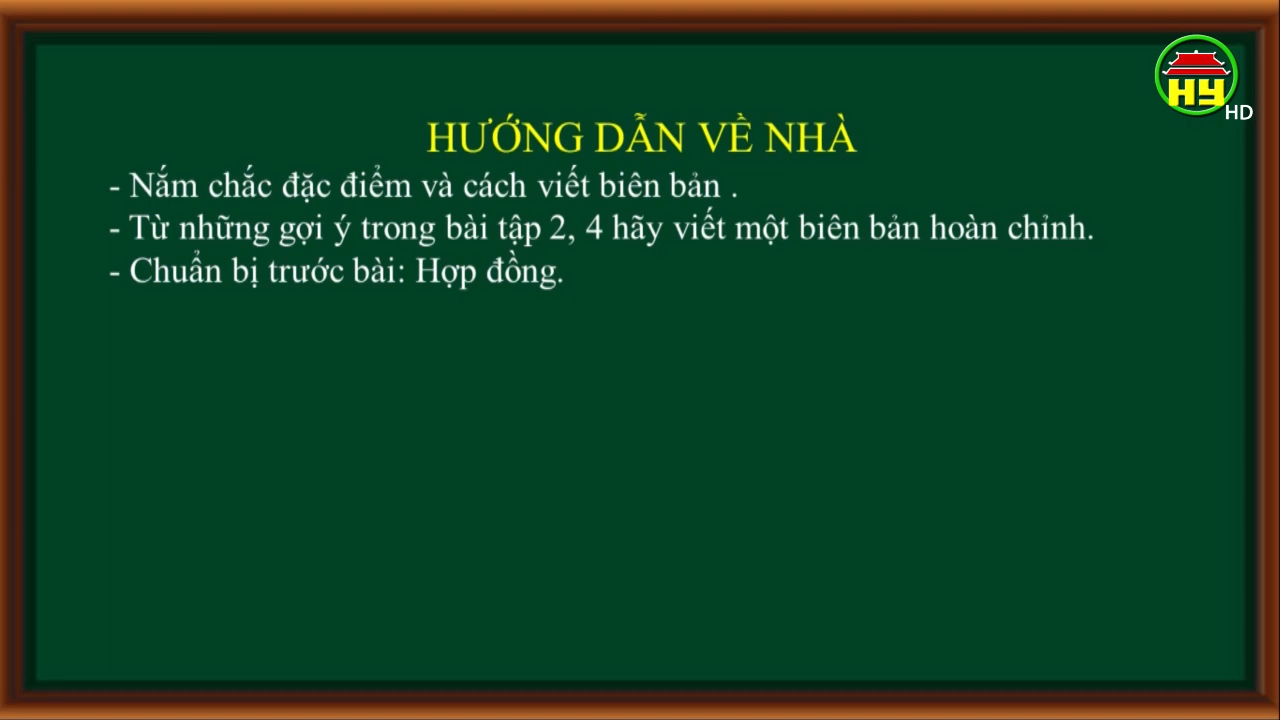 HY
HD
HƯỚNG DẪN VỀ NHÀ
- Nắm chắc đặc điểm và cách viết biên bản .
- Từ những gợi ý trong bài tập 2, 4 hãy viết một biên bản hoàn chỉnh.
- Chuẩn bị trước bài: Hợp đồng.